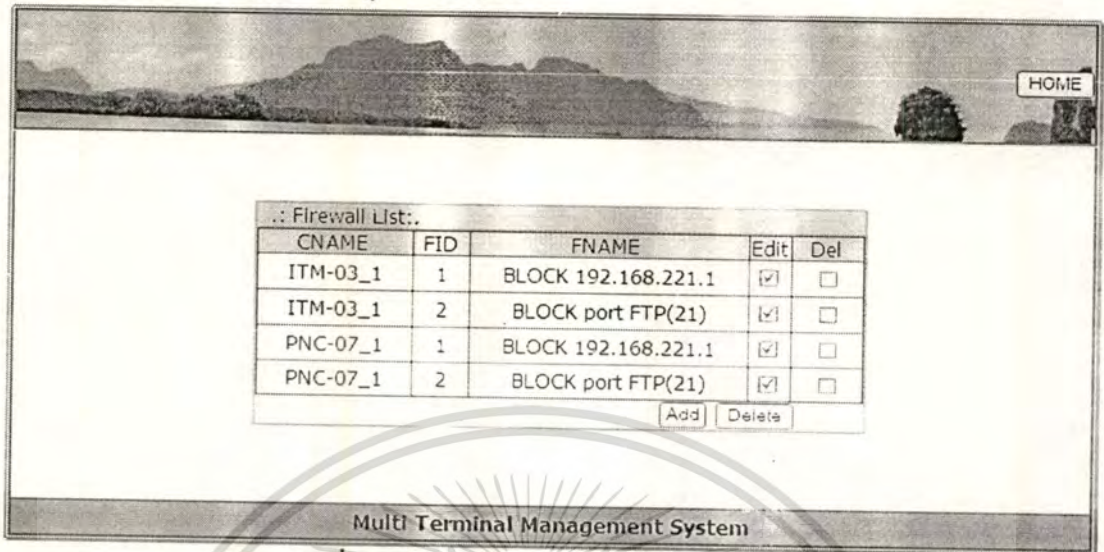 HOME
.: Firewall List:.
CNAME FID FNAME Edit Del
ITM-03_1 1 BLOCK 192.168.221.1
ITM-03_1 2 BLOCK port FTP(21)
PNC-07_1 1 BLOCK 192.168.221.1
PNC-07_1 2 BLOCK port FTP(21)
Add Delete
Multi Terminal Management System